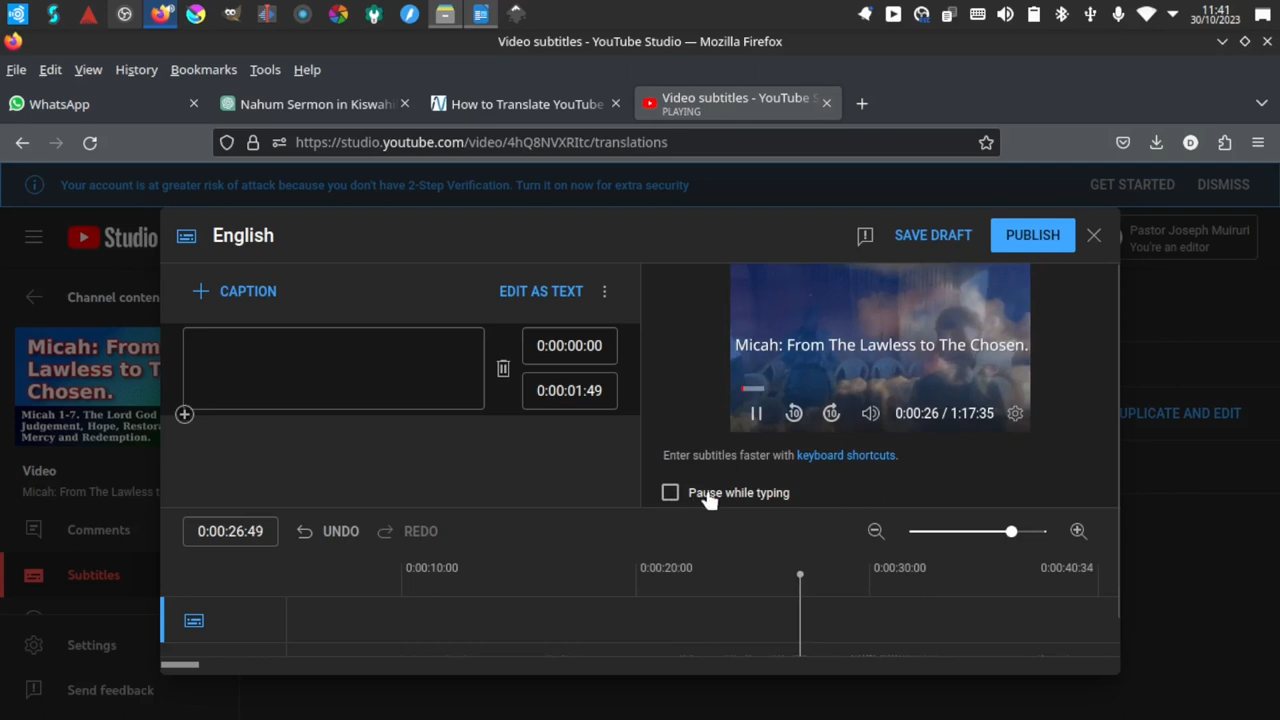 11:41
30/10/2023
Video subtitles - YouTube Studio — Mozilla Firefox
File Edit View History Bookmarks Tools Help
WhatsApp
Nahum Sermon in Kiswahi
How to Translate YouTube
Video subtitles - YouTube S
PLAYING
https://studio.youtube.com/video/4hQ8NVXRItc/translations
Your account is at greater risk of attack because you don't have 2-Step Verification. Turn it on now for extra security
GET STARTED DISMISS
Studio
English
SAVE DRAFT
PUBLISH
Pastor Joseph Muiruri
You're an editor
Channel conten
CAPTION
EDIT AS TEXT
Micah: From
Lawless to T
Chosen.
Micah 1-7. The Lord God
Judgement, Hope, Resto
Mercy and Redemption.
0:00:00:00
0:00:01:49
Micah: From The Lawless to The Chosen.
10
10
0:00:26 / 1:17:35
UPLICATE AND EDIT
Enter subtitles faster with keyboard shortcuts.
Pause while typing
Video
Micah: From The Lawless t
Comments
Subtitles
Settings
Send feedback
0:00:26:49
UNDO
REDO
0:00:10:00
0:00:20:00
0:00:30:00
0:00:40:34